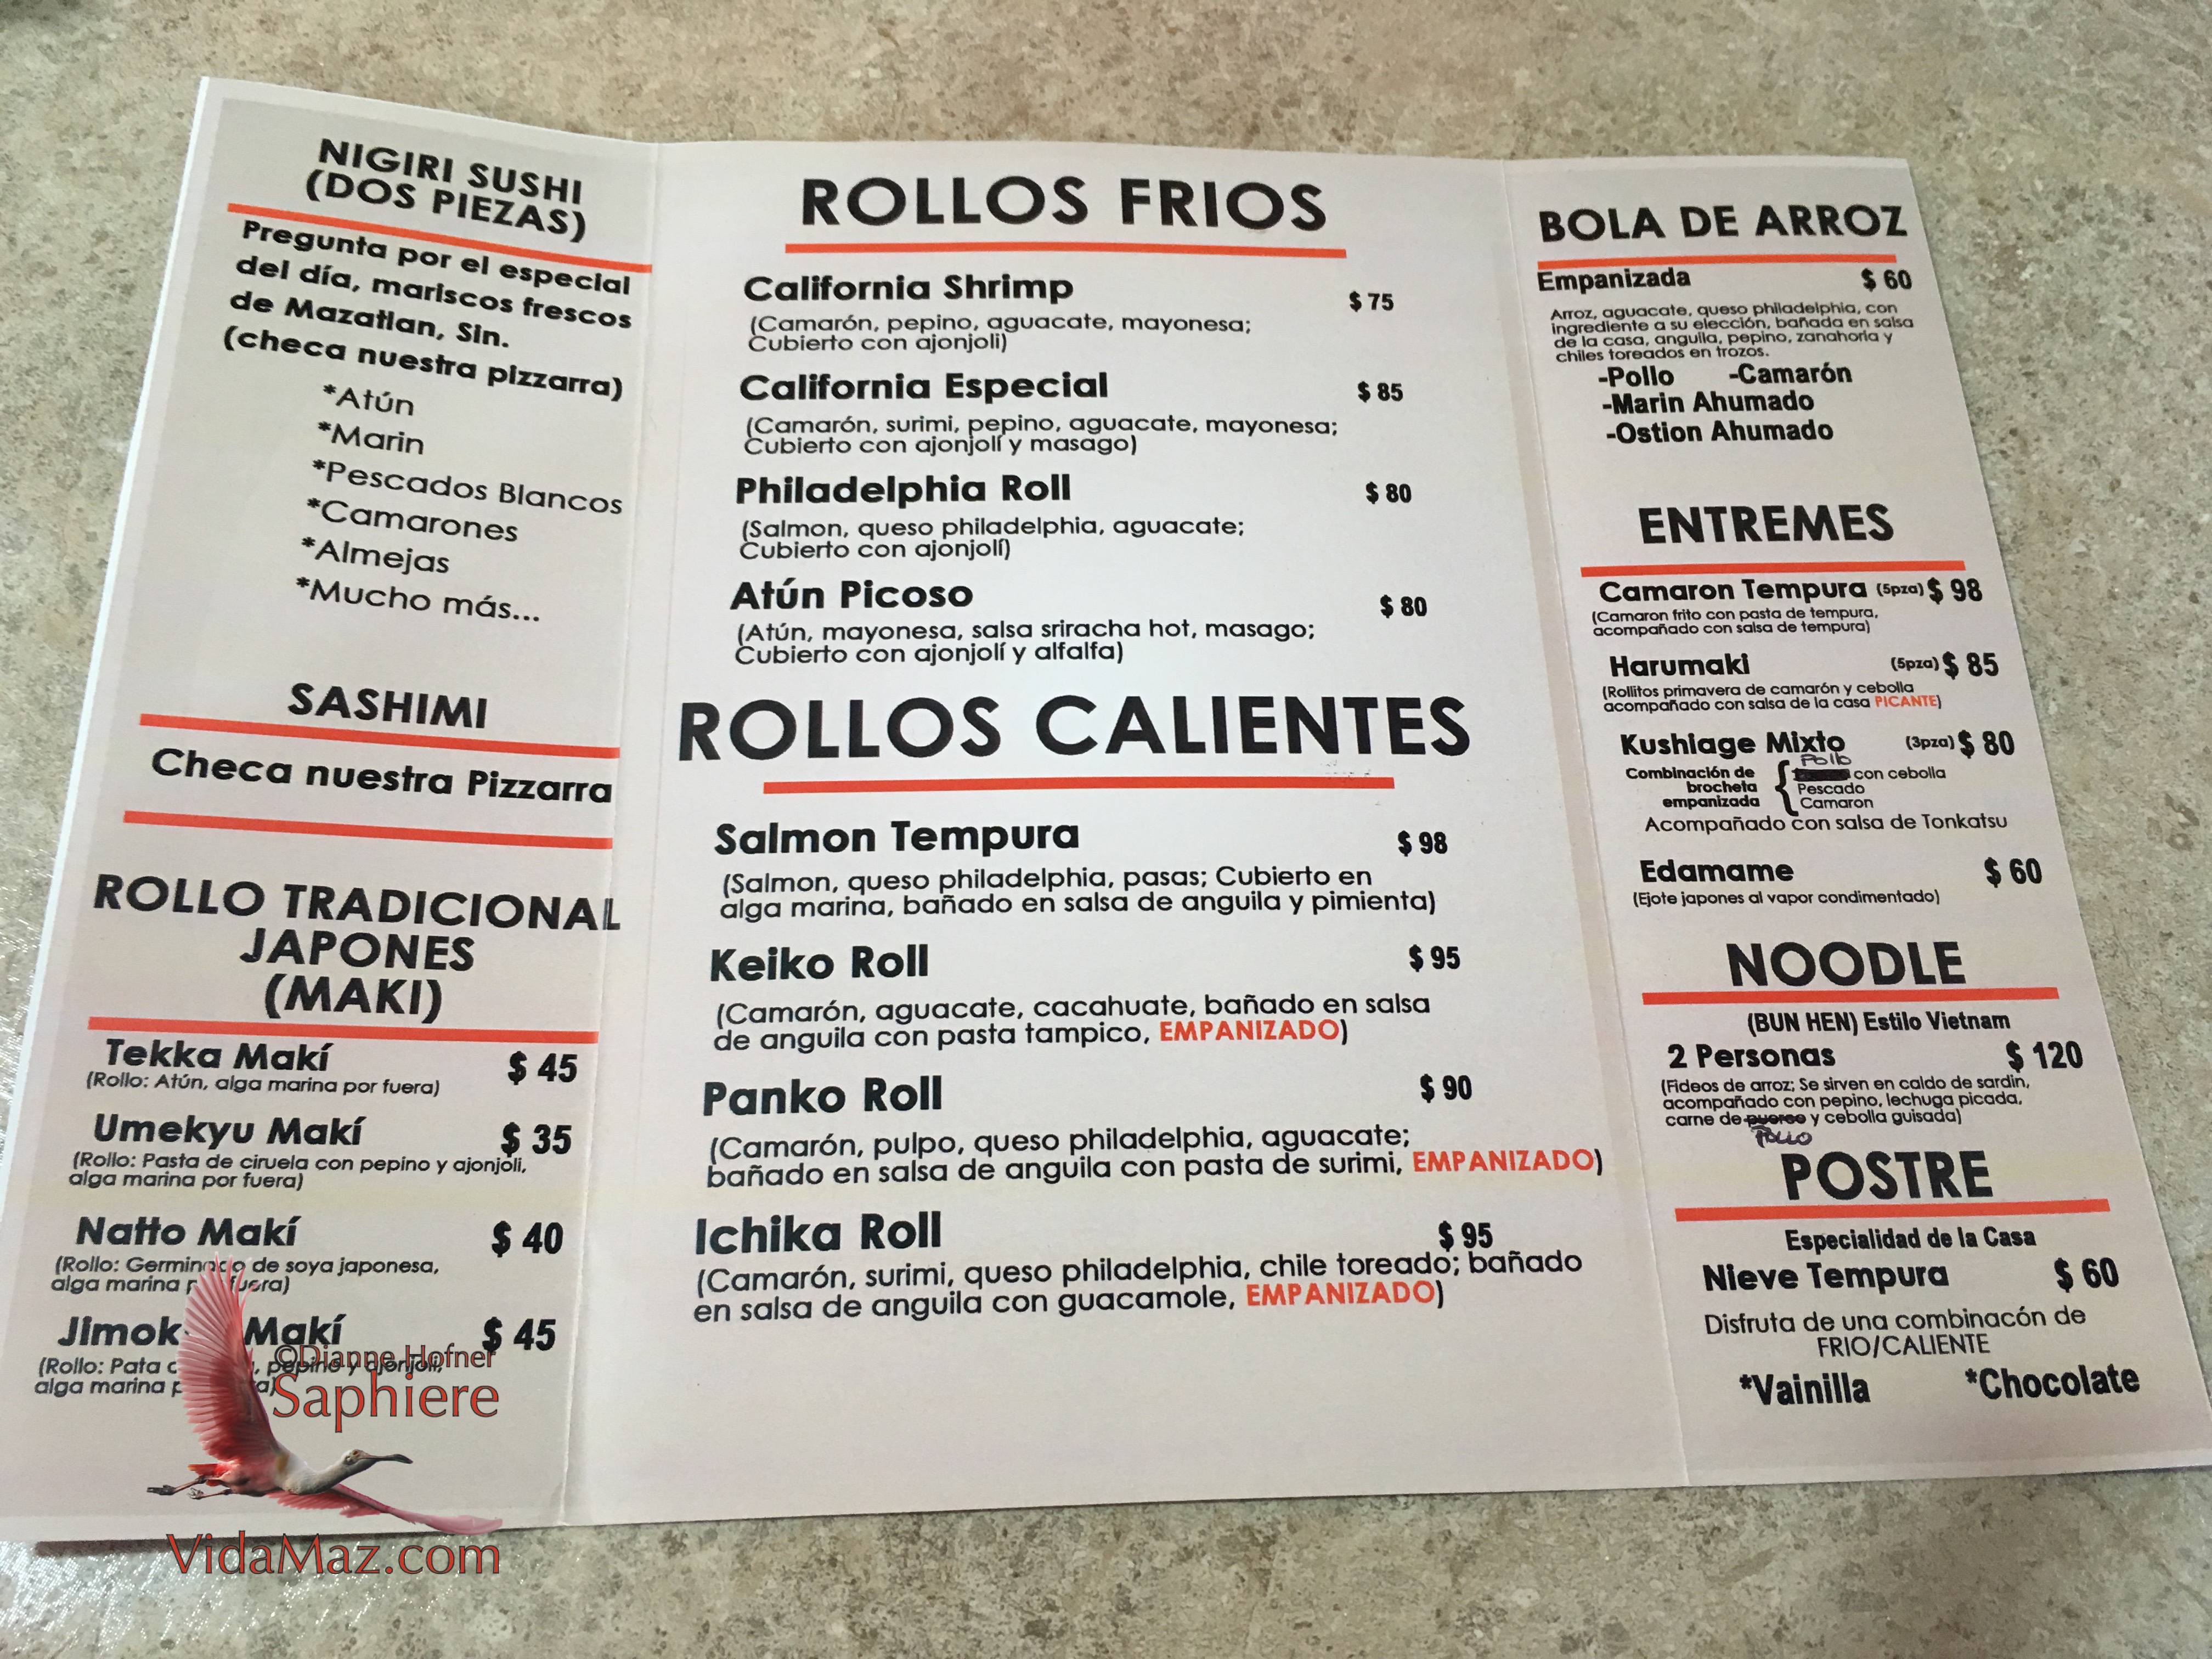 NIGIRI SUSHI
(DOS PIEZAS)
Pregunta por el especial
del día, mariscos frescos
de Mazatlan, Sin.
(checa nuestra pizzarra)
*Atún
*Marin
*Pescados Blancos
*Camarones
*Almejas
*Mucho más...
SASHIMI
Checa nuestra Pizzarra
ROLLO TRADICIONAL
JAPONES
(MAKI)
Tekka Makí $ 45
(Rollo: Atún, alga marina por fuera)
Umekyu Makí $ 35
(Rollo: Pasta de ciruela con pepino y ajonjoli,
alga marina por fuera)
Natto Makí $ 40
(Rollo: Germinado de soya japonesa,
alga marina fuera)
Makí $ 45
(Rollo: Pata pepino y ajonjoli,
alga marina
ROLLOS FRIOS
California Shrimp $ 75
(Camarón, pepino, aguacate, mayonesa;
Cubierto con ajonjoli)
California Especial $ 85
(Camarón, surimi, pepino, aguacate, mayonesa;
Cubierto con ajonjolí y masago)
Philadelphia Roll $ 80
(Salmon, queso philadelphia, aguacate;
Cubierto con ajonjolí)
Atún Picoso $ 80
(Atún, mayonesa, salsa sriracha hot, masago;
Cubierto con ajonjolí y alfalfa)
ROLLOS CALIENTES
Salmon Tempura $ 98
(Salmon, queso philadelphia, pasas; Cubierto en
alga marina, bañado en salsa de anguila y pimienta)
Keiko Roll $ 95
(Camarón, aguacate, cacahuate, bañado en salsa
de anguila con pasta tampico, EMPANIZADO)
Panko Roll $ 90
(Camarón, pulpo, queso philadelphia, aguacate;
bañado en salsa de anguila con pasta de surimi, EMPANIZADO)
Ichika Roll $ 95
(Camarón, surimi, queso philadelphia, chile toreado; bañado
en salsa de anguila con guacamole, EMPANIZADO)
BOLA DE ARROZ
Empanizada $ 60
Arroz, aguacate, queso philadelphia, con
ingrediente a su elección, bañada en salsa
de la casa, anguila, pepino, zanahoria y
chiles toreados en trozos.
-Pollo -Camarón
-Marin Ahumado
-Ostion Ahumado
ENTREMES
Camaron Tempura (5pza) $ 98
(Camaron frito con pasta de tempura,
acompañado con salsa de tempura)
Harumaki (5pza) $ 85
(Rollitos primavera de camarón y cebolla
acompañado con salsa de la casa PICANTE)
Kushiage Mixto (3pza) $ 80
Pollo
Combinación de con cebolla
brocheta Pescado
empanizada Camaron
Acompañado con salsa de Tonkatsu
Edamame $ 60
(Ejote japones al vapor condimentado)
NOODLE
(BUN HEN) Estilo Vietnam
2 Personas $ 120
(Fideos de arroz; Se sirven en caldo de sardin,
acompañado con pepino, lechuga picada,
carne de puerco y cebolla guisada)
POLLO
POSTRE
Especialidad de la Casa
Nieve Tempura $ 60
Disfruta de una combinacón de
FRIO/CALIENTE
*Vainilla *Chocolate
©Dianne Hofner
Saphiere
VidaMaz.com